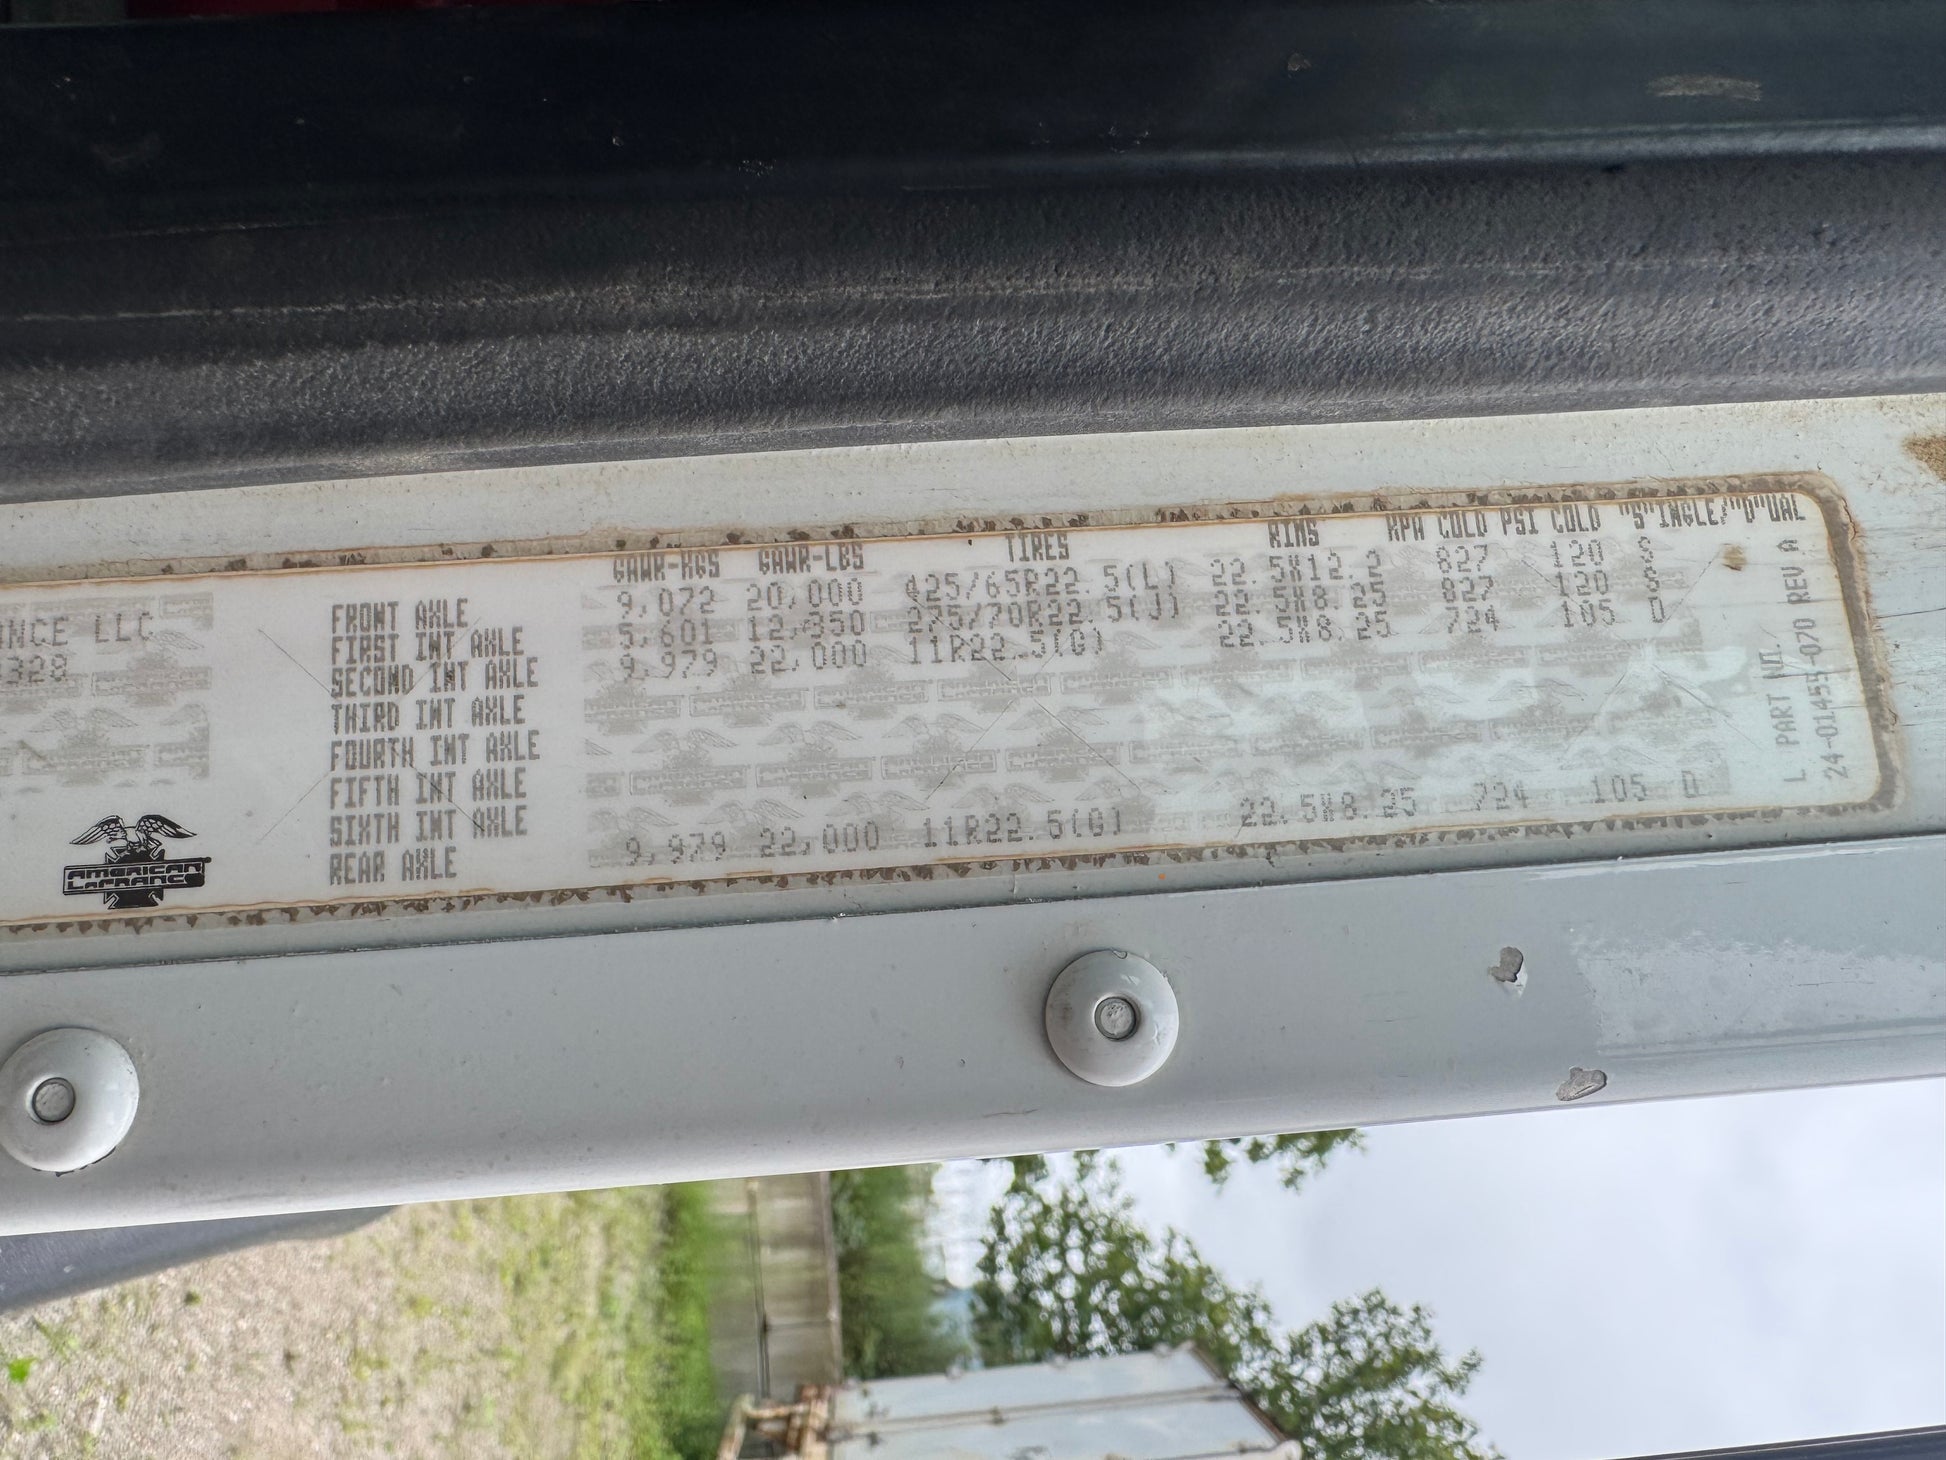 GAWR-KGS GAWR-LBS TIRES RIMS KPA COLD PSI COLD "S"INGLE/"D"UAL
FRONT AXLE 9,072 20,000 425/65R22.5(L) 22.5X12.2 827 120 S
FIRST INT AXLE 5,601 12,350 275/70R22.5(J) 22.5X8.25 827 120 S
SECOND INT AXLE 9,979 22,000 11R22.5(G) 22.5X8.25 724 105 D
THIRD INT AXLE
FOURTH INT AXLE
FIFTH INT AXLE
SIXTH INT AXLE
REAR AXLE 9,979 22,000 11R22.5(G) 22.5X8.25 724 105 D
ANCE LLC
328
AMERICAN
LAFRANCE
L PART NO.
24-01455-070 REV A